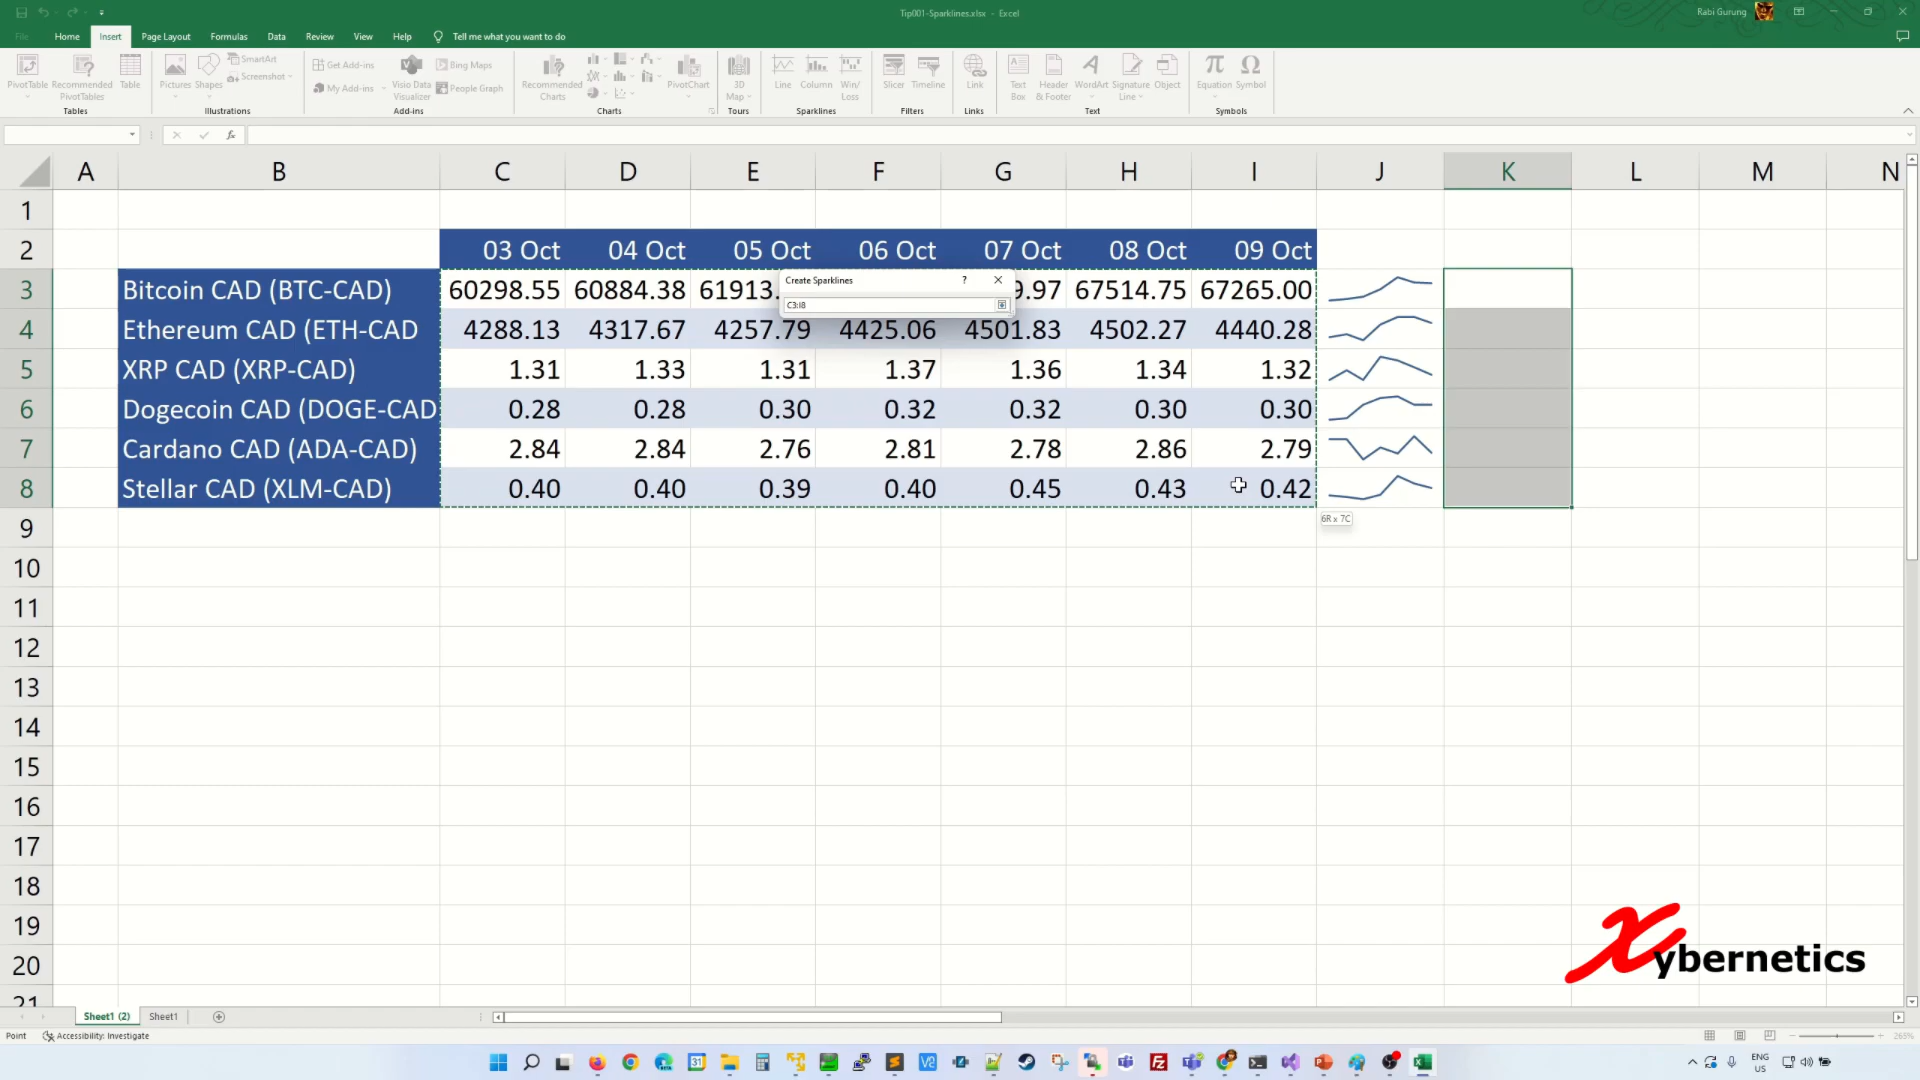 Tip001-Sparklines.xlsx - Excel
Rabi Gurung
File Home Insert Page Layout Formulas Data Review View Help Tell me what you want to do
PivotTable Recommended PivotTables Table
Pictures Shapes SmartArt Screenshot
Get Add-ins My Add-ins Visio Data Visualizer Bing Maps People Graph
Recommended Charts PivotChart 3D Map
Line Column Win/Loss Slicer Timeline Link
Text Box Header & Footer WordArt Signature Line Object Equation Symbol
Tables Illustrations Add-ins Charts Tours Sparklines Filters Links Text Symbols
fx
A B C D E F G H I J K L M N
1
2 03 Oct 04 Oct 05 Oct 06 Oct 07 Oct 08 Oct 09 Oct
Create Sparklines ?
C3:I8
3 Bitcoin CAD (BTC-CAD) 60298.55 60884.38 61913. 9.97 67514.75 67265.00
4 Ethereum CAD (ETH-CAD 4288.13 4317.67 4257.79 4425.06 4501.83 4502.27 4440.28
5 XRP CAD (XRP-CAD) 1.31 1.33 1.31 1.37 1.36 1.34 1.32
6 Dogecoin CAD (DOGE-CAD 0.28 0.28 0.30 0.32 0.32 0.30 0.30
7 Cardano CAD (ADA-CAD) 2.84 2.84 2.76 2.81 2.78 2.86 2.79
8 Stellar CAD (XLM-CAD) 0.40 0.40 0.39 0.40 0.45 0.43 0.42
6R x 7C
9
10
11
12
13
14
15
16
17
18
19
20
21
Xybernetics
Sheet1 (2) Sheet1
Point Accessibility: Investigate
265%
ENG
US